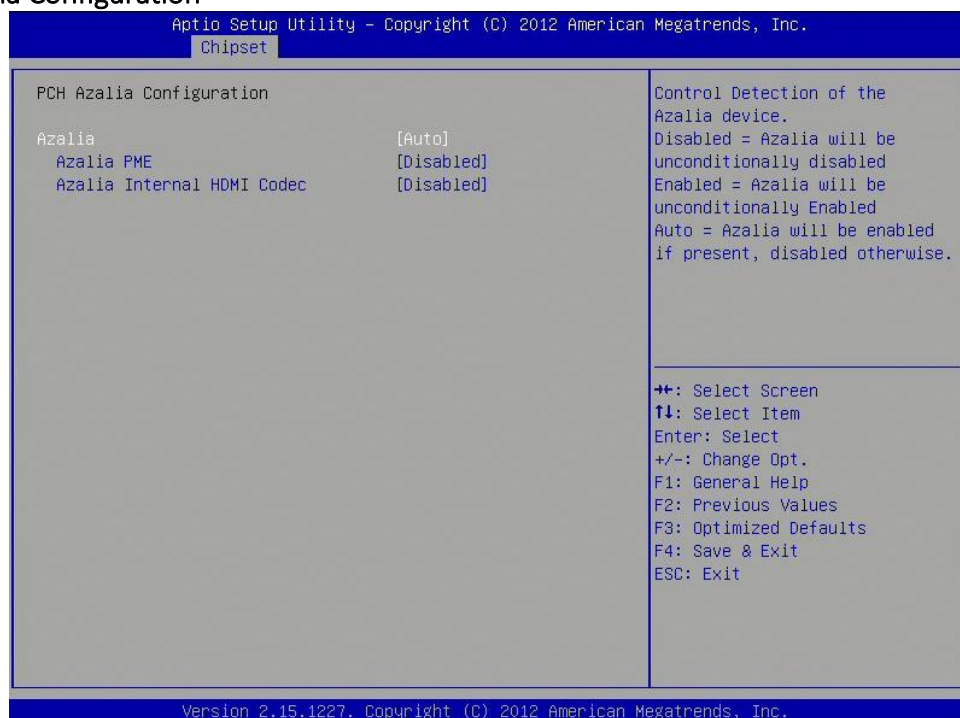 Configuration
Aptio Setup Utility – Copyright (C) 2012 American Megatrends, Inc.
Chipset
PCH Azalia Configuration
Azalia [Auto]
Azalia PME [Disabled]
Azalia Internal HDMI Codec [Disabled]
Control Detection of the
Azalia device.
Disabled = Azalia will be
unconditionally disabled
Enabled = Azalia will be
unconditionally Enabled
Auto = Azalia will be enabled
if present, disabled otherwise.
→←: Select Screen
↑↓: Select Item
Enter: Select
+/-: Change Opt.
F1: General Help
F2: Previous Values
F3: Optimized Defaults
F4: Save & Exit
ESC: Exit
Version 2.15.1227. Copyright (C) 2012 American Megatrends, Inc.